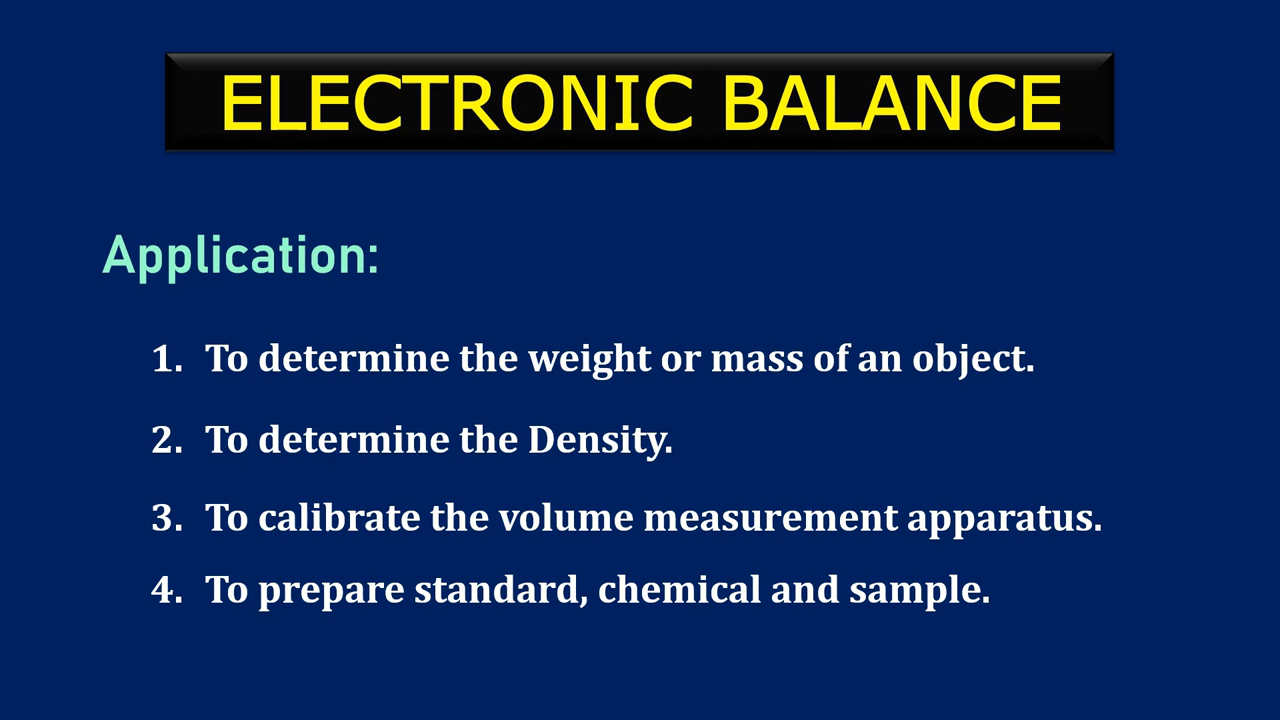 ELECTRONIC BALANCE
Application:
1. To determine the weight or mass of an object.
2. To determine the Density.
3. To calibrate the volume measurement apparatus.
4. To prepare standard, chemical and sample.